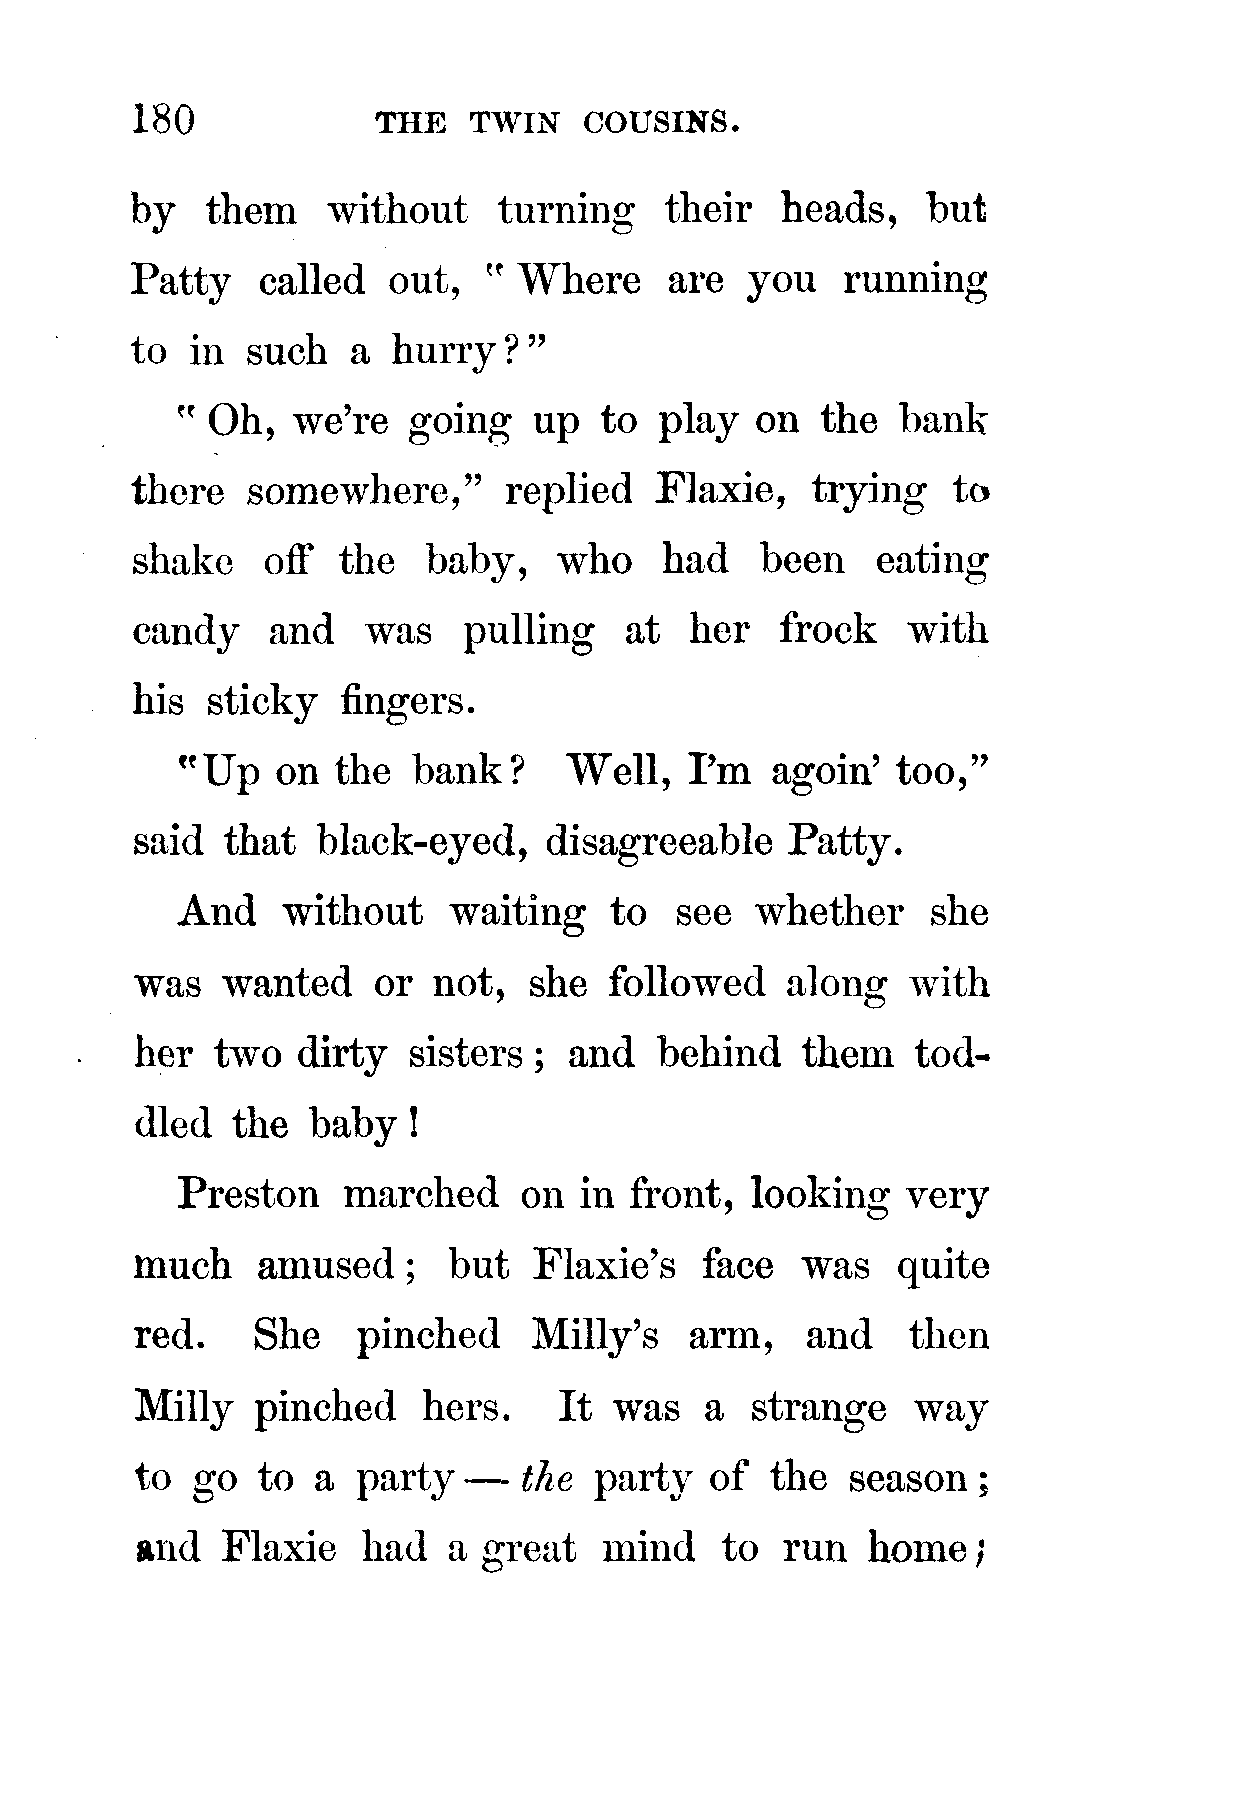 180 THE TWIN COUSINS.
by them without turning their heads, but
Patty called out, "Where are you running
to in such a hurry?"
"Oh, we're going up to play on the bank
there somewhere," replied Flaxie, trying to
shake off the baby, who had been eating
candy and was pulling at her frock with
his sticky fingers.
"Up on the bank? Well, I'm agoin' too,"
said that black-eyed, disagreeable Patty.
And without waiting to see whether she
was wanted or not, she followed along with
her two dirty sisters; and behind them tod-
dled the baby!
Preston marched on in front, looking very
much amused; but Flaxie's face was quite
red. She pinched Milly's arm, and then
Milly pinched hers. It was a strange way
to go to a party — the party of the season;
and Flaxie had a great mind to run home;